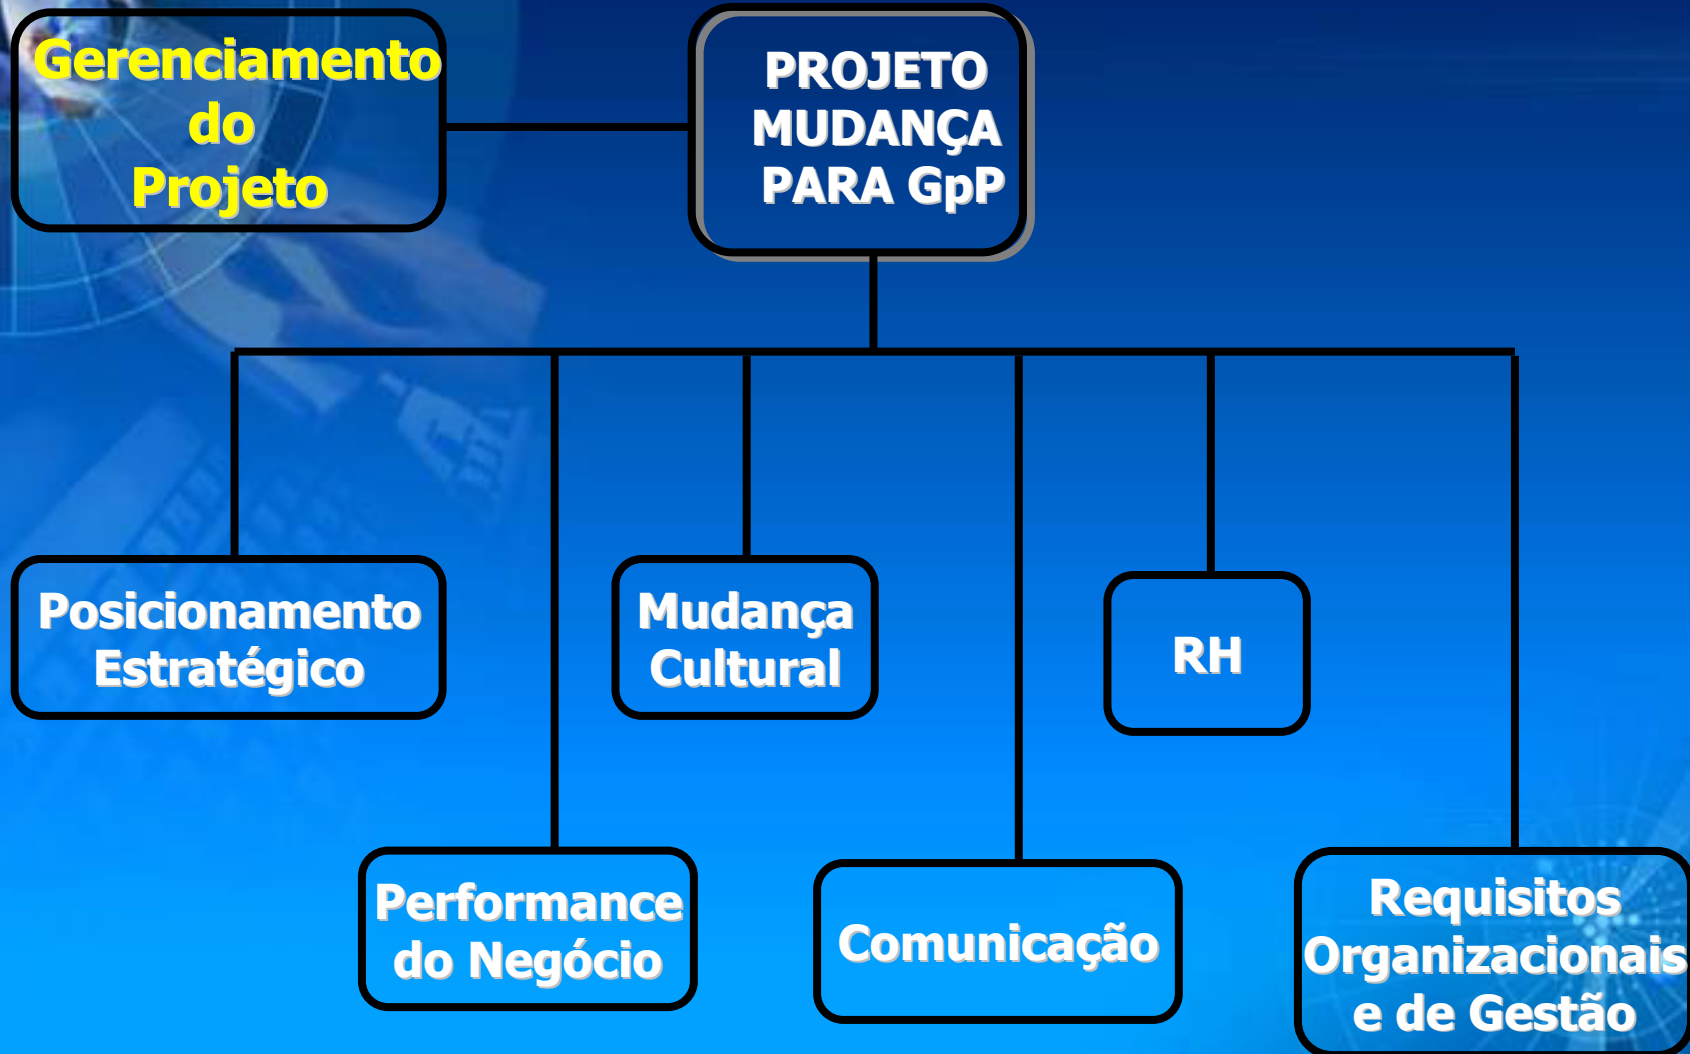 Gerenciamento
do
Projeto
PROJETO
MUDANÇA
PARA GpP
Posicionamento
Estratégico
Mudança
Cultural
RH
Performance
do Negócio
Comunicação
Requisitos
Organizacionais
e de Gestão